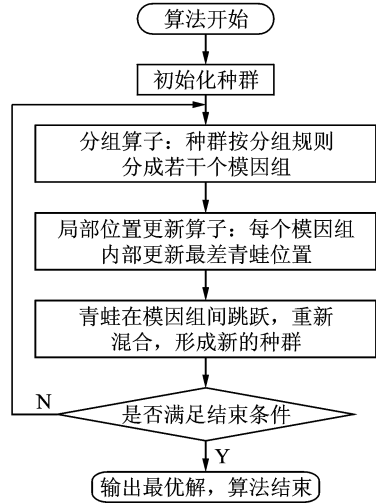 算法开始
初始化种群
分组算子：种群按分组规则
分成若干个模因组
局部位置更新算子：每个模因组
内部更新最差青蛙位置
青蛙在模因组间跳跃，重新
混合，形成新的种群
N
是否满足结束条件
Y
输出最优解，算法结束